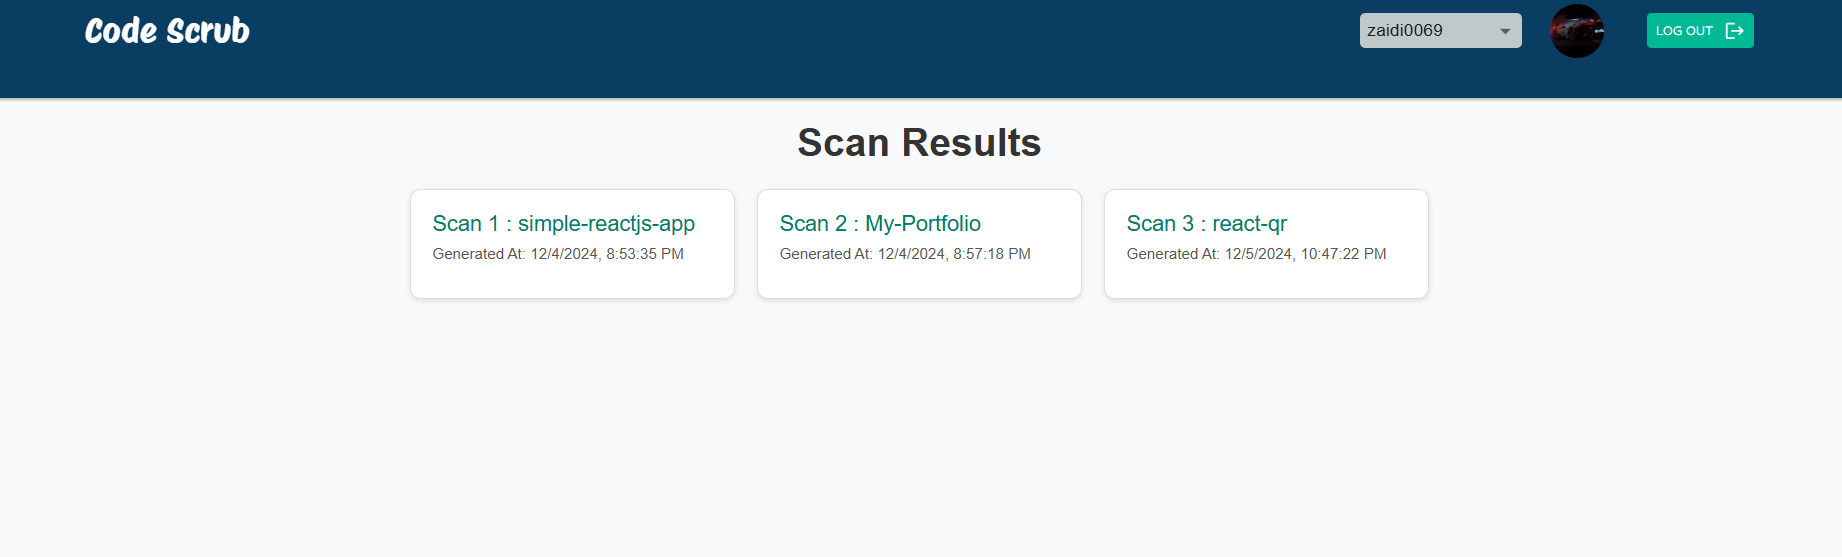 Code Scrub
zaidi0069
LOG OUT
Scan Results
Scan 1 : simple-reactjs-app
Generated At: 12/4/2024, 8:53:35 PM
Scan 2 : My-Portfolio
Generated At: 12/4/2024, 8:57:18 PM
Scan 3 : react-qr
Generated At: 12/5/2024, 10:47:22 PM